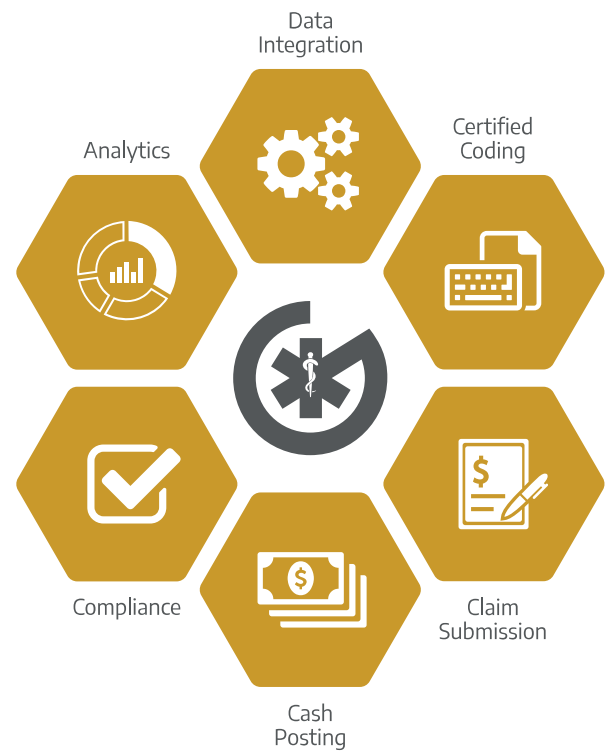 Data
Integration
Certified
Coding
Analytics
$
Claim
Submission
Compliance
$
Cash
Posting